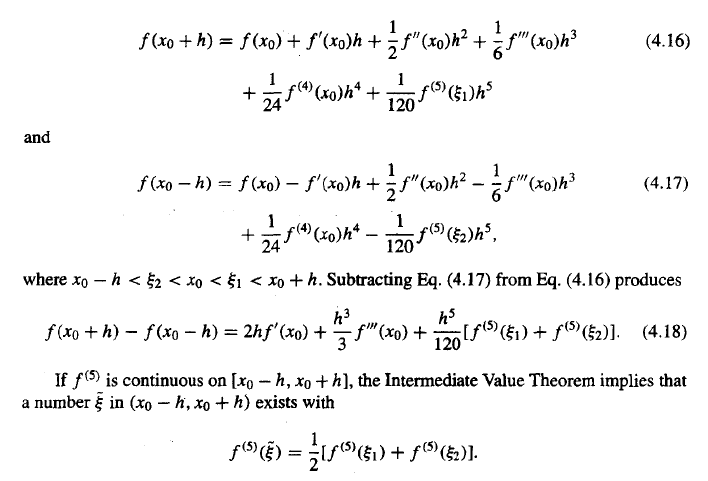 f(x₀ + h) = f(x₀) + f′(x₀)h + 1/2 f″(x₀)h² + 1/6 f‴(x₀)h³ (4.16)
+ 1/24 f⁽⁴⁾(x₀)h⁴ + 1/120 f⁽⁵⁾(ξ₁)h⁵
and
f(x₀ − h) = f(x₀) − f′(x₀)h + 1/2 f″(x₀)h² − 1/6 f‴(x₀)h³ (4.17)
+ 1/24 f⁽⁴⁾(x₀)h⁴ − 1/120 f⁽⁵⁾(ξ₂)h⁵,
where x₀ − h < ξ₂ < x₀ < ξ₁ < x₀ + h. Subtracting Eq. (4.17) from Eq. (4.16) produces
f(x₀ + h) − f(x₀ − h) = 2hf′(x₀) + h³/3 f‴(x₀) + h⁵/120 [f⁽⁵⁾(ξ₁) + f⁽⁵⁾(ξ₂)]. (4.18)
If f⁽⁵⁾ is continuous on [x₀ − h, x₀ + h], the Intermediate Value Theorem implies that
a number ξ̃ in (x₀ − h, x₀ + h) exists with
f⁽⁵⁾(ξ̃) = 1/2 [f⁽⁵⁾(ξ₁) + f⁽⁵⁾(ξ₂)].